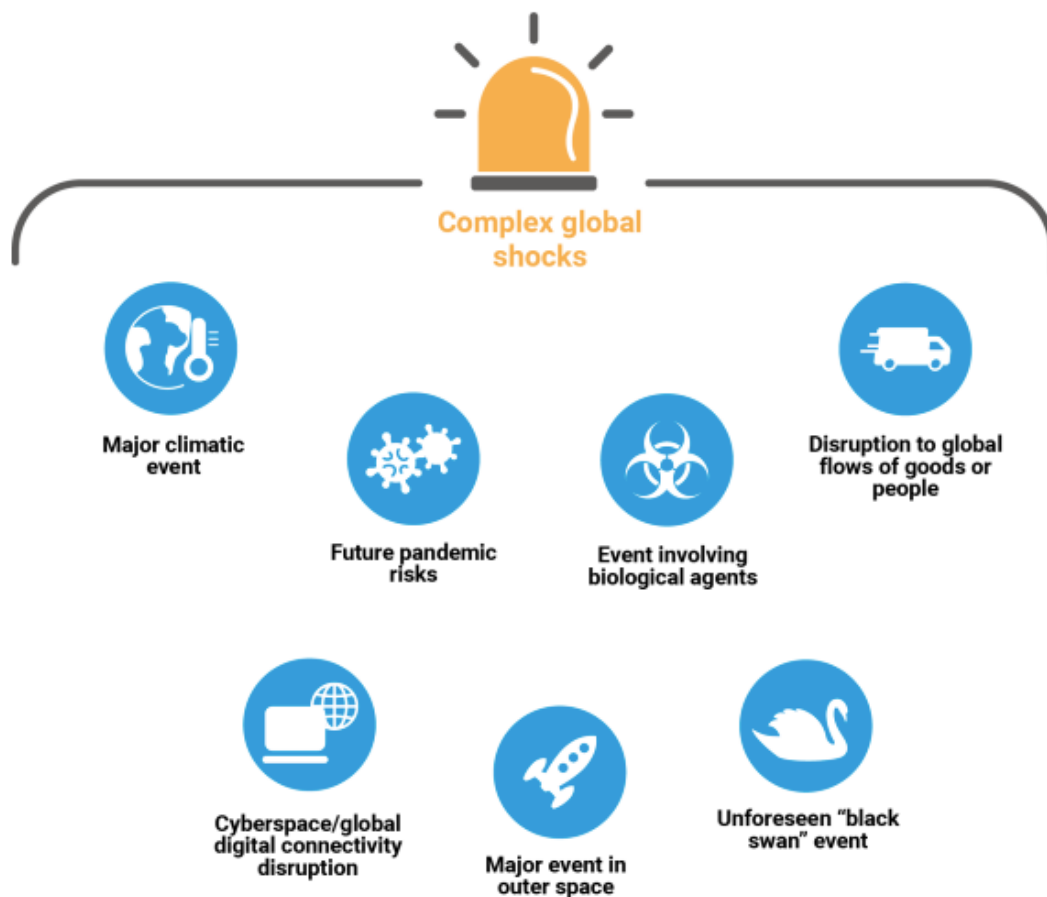 Complex global
shocks
Major climatic
event
Disruption to global
flows of goods or
people
Future pandemic
risks
Event involving
biological agents
Cyberspace/global
digital connectivity
disruption
Major event in
outer space
Unforeseen “black
swan” event